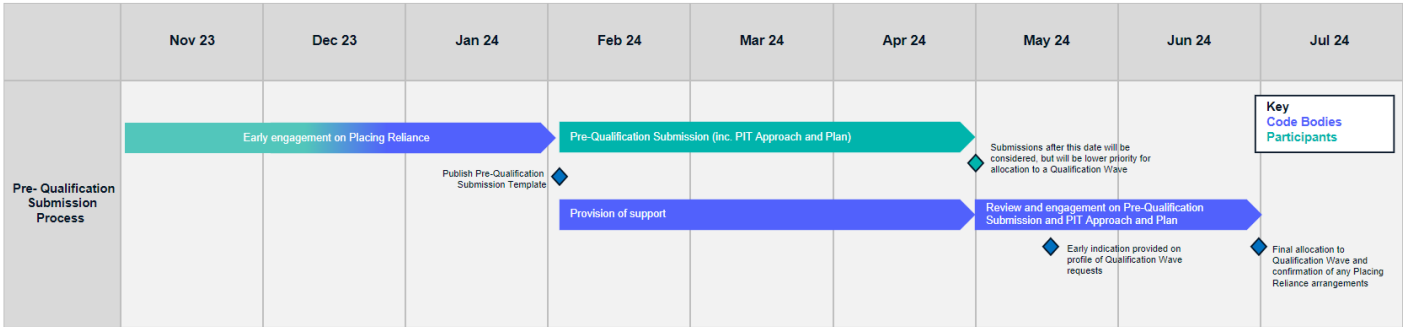 Nov 23
Dec 23
Jan 24
Feb 24
Mar 24
Apr 24
May 24
Jun 24
Jul 24
Pre- Qualification
Submission
Process
Early engagement on Placing Reliance
Pre-Qualification Submission (inc. PIT Approach and Plan)
Key
Code Bodies
Participants
Submissions after this date will be
considered, but will be lower priority for
allocation to a Qualification Wave
Publish Pre-Qualification
Submission Template
Provision of support
Review and engagement on Pre-Qualification
Submission and PIT Approach and Plan
Early indication provided on
profile of Qualification Wave
requests
Final allocation to
Qualification Wave and
confirmation of any Placing
Reliance arrangements